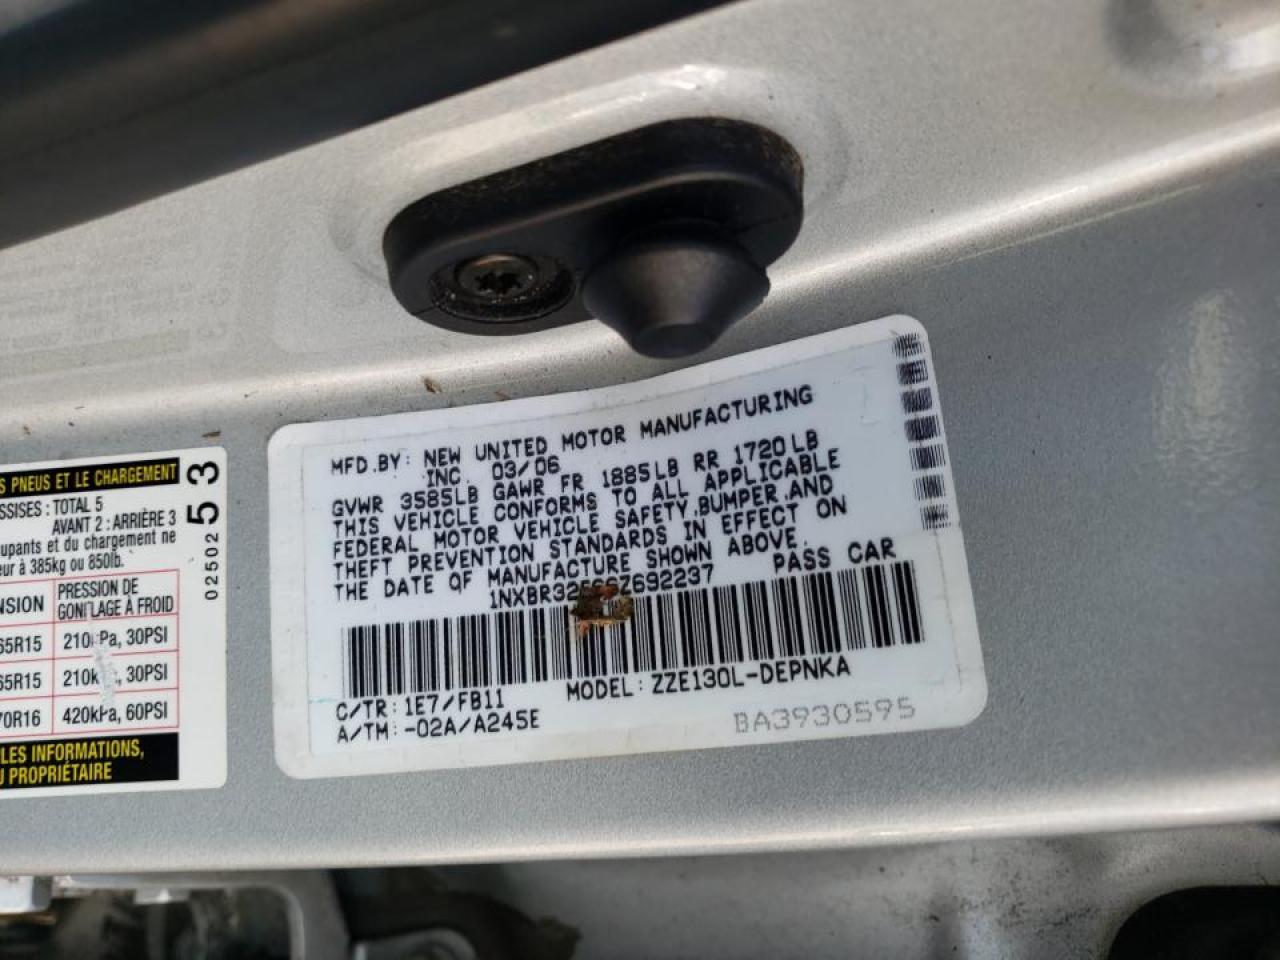 S PNEUS ET LE CHARGEMENT
SSISES : TOTAL 5
AVANT 2 : ARRIÈRE 3
upants et du chargement ne
eur à 385kg ou 850lb.
NSION PRESSION DE
GONFLAGE À FROID
65R15 210kPa, 30PSI
65R15 210kPa, 30PSI
70R16 420kPa, 60PSI
LES INFORMATIONS,
U PROPRIÉTAIRE
02502 53
MFD.BY: NEW UNITED MOTOR MANUFACTURING
INC. 03/06
GVWR 3585LB GAWR FR 1885LB RR 1720LB
THIS VEHICLE CONFORMS TO ALL APPLICABLE
FEDERAL MOTOR VEHICLE SAFETY,BUMPER,AND
THEFT PREVENTION STANDARDS IN EFFECT ON
THE DATE OF MANUFACTURE SHOWN ABOVE.
PASS CAR
MODEL: ZZE130L-DEPNKA
C/TR: 1E7/FB11
A/TM: -02A/A245E
BA3930595